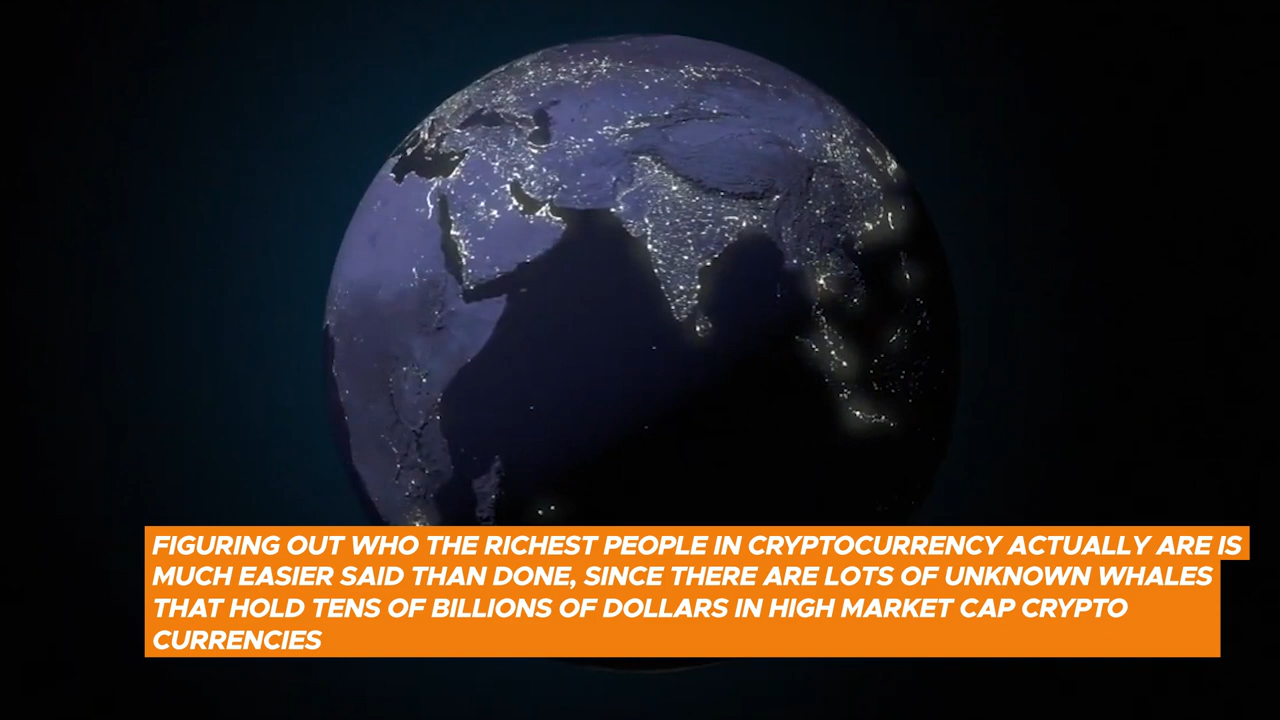 FIGURING OUT WHO THE RICHEST PEOPLE IN CRYPTOCURRENCY ACTUALLY ARE IS
MUCH EASIER SAID THAN DONE, SINCE THERE ARE LOTS OF UNKNOWN WHALES
THAT HOLD TENS OF BILLIONS OF DOLLARS IN HIGH MARKET CAP CRYPTO
CURRENCIES